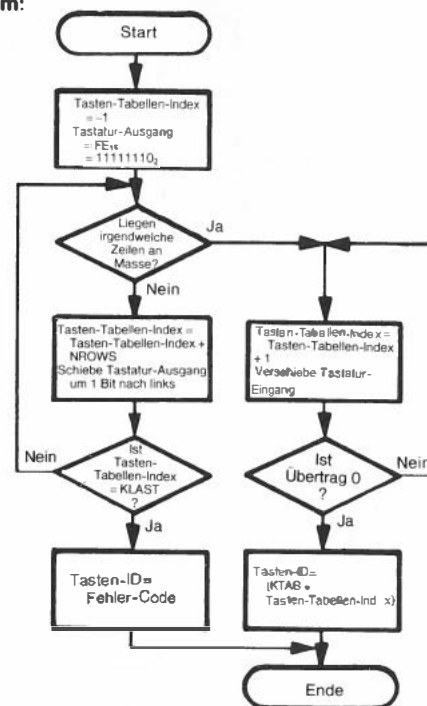 m:
Start
Tasten-Tabellen-Index
= -1
Tastatur-Ausgang
= FE₁₆
= 11111110₂
Liegen
irgendwelche
Zeilen an
Masse?
Ja
Nein
Tasten-Tabellen-Index =
Tasten-Tabellen-Index +
NROWS
Schiebe Tastatur-Ausgang
um 1 Bit nach links
Tasten-Tabellen-Index =
Tasten-Tabellen-Index
+ 1
Verschiebe Tastatur-
Eingang
Nein
Ist
Tasten-
Tabellen-Index
= KLAST
?
Ja
Ist
Übertrag 0
?
Nein
Ja
Tasten-ID=
Fehler-Code
Tasten-ID=
(KTAB +
Tasten-Tabellen-Ind x)
Ende